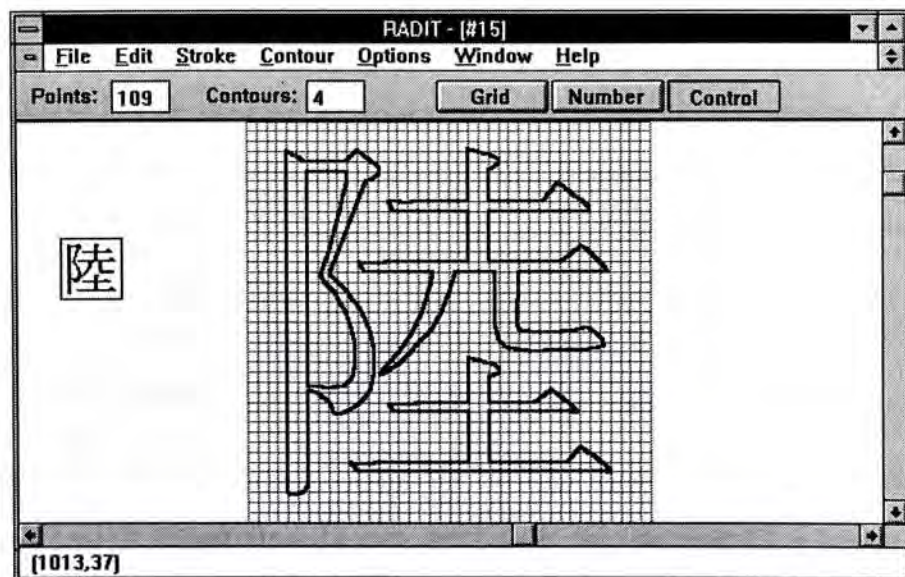 RADIT - [#15]
File Edit Stroke Contour Options Window Help
Points: 109 Contours: 4 Grid Number Control
陸
[1013,37]